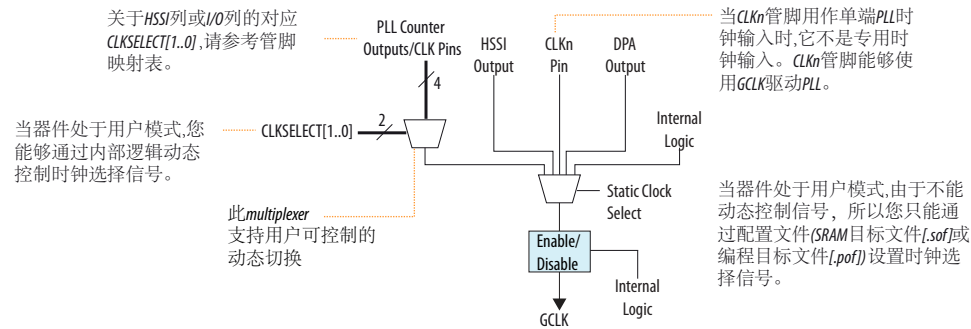 关于HSSI列或I/O列的对应
CLKSELECT[1..0],请参考管脚
映射表。
PLL Counter
Outputs/CLK Pins
HSSI
Output
CLKn
Pin
DPA
Output
当CLKn管脚用作单端PLL时
钟输入时,它不是专用时
钟输入。CLKn管脚能够使
用GCLK驱动PLL。
4
当器件处于用户模式,您
能够通过内部逻辑动态
控制时钟选择信号。
CLKSELECT[1..0]
2
Internal
Logic
此multiplexer
支持用户可控制的
动态切换
Static Clock
Select
当器件处于用户模式,由于不能
动态控制信号，所以您只能通
过配置文件(SRAM目标文件[.sof]或
编程目标文件[.pof])设置时钟选
择信号。
Enable/
Disable
Internal
Logic
GCLK